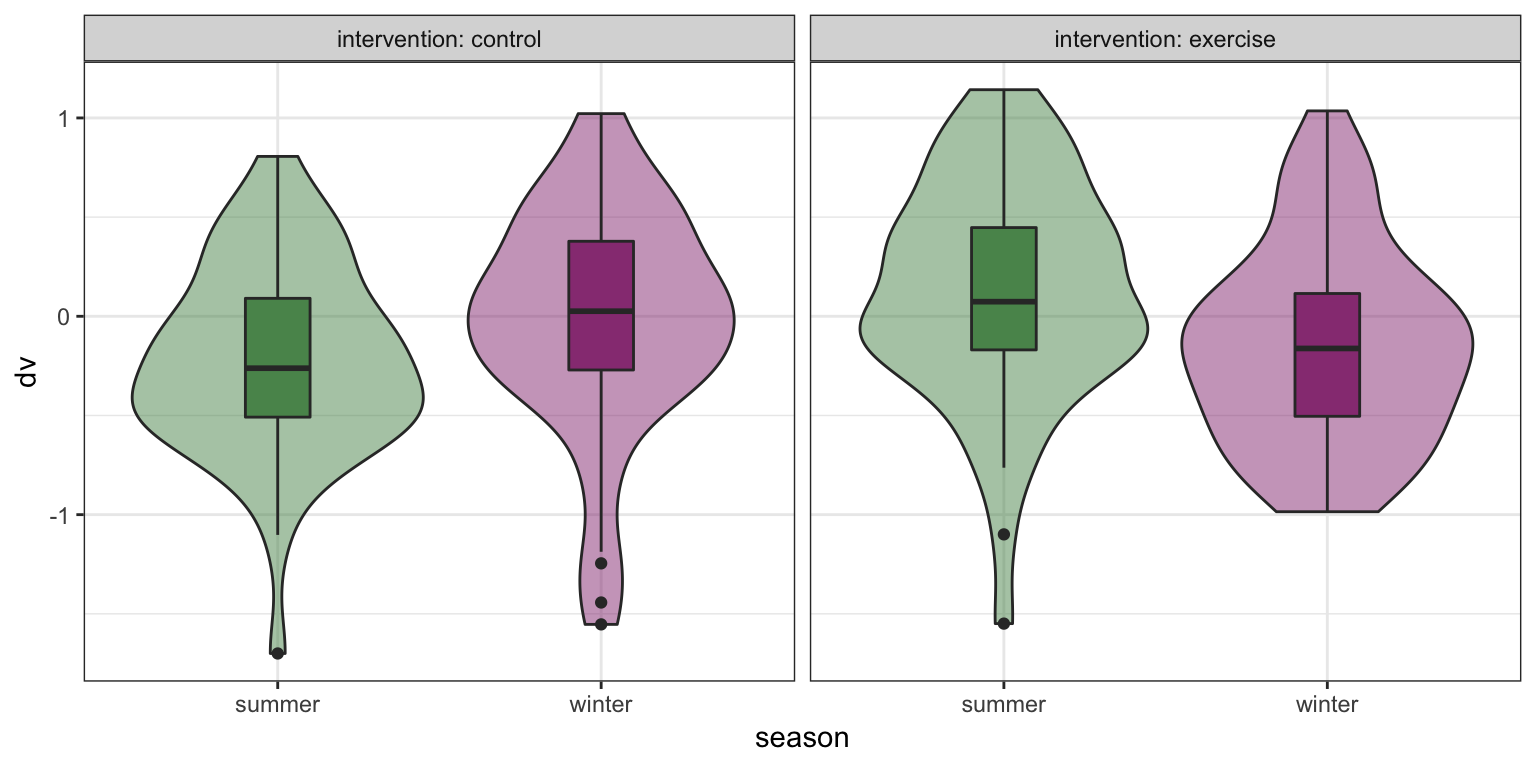 intervention: control
intervention: exercise
1
0
-1
dv
summer
winter
summer
winter
season